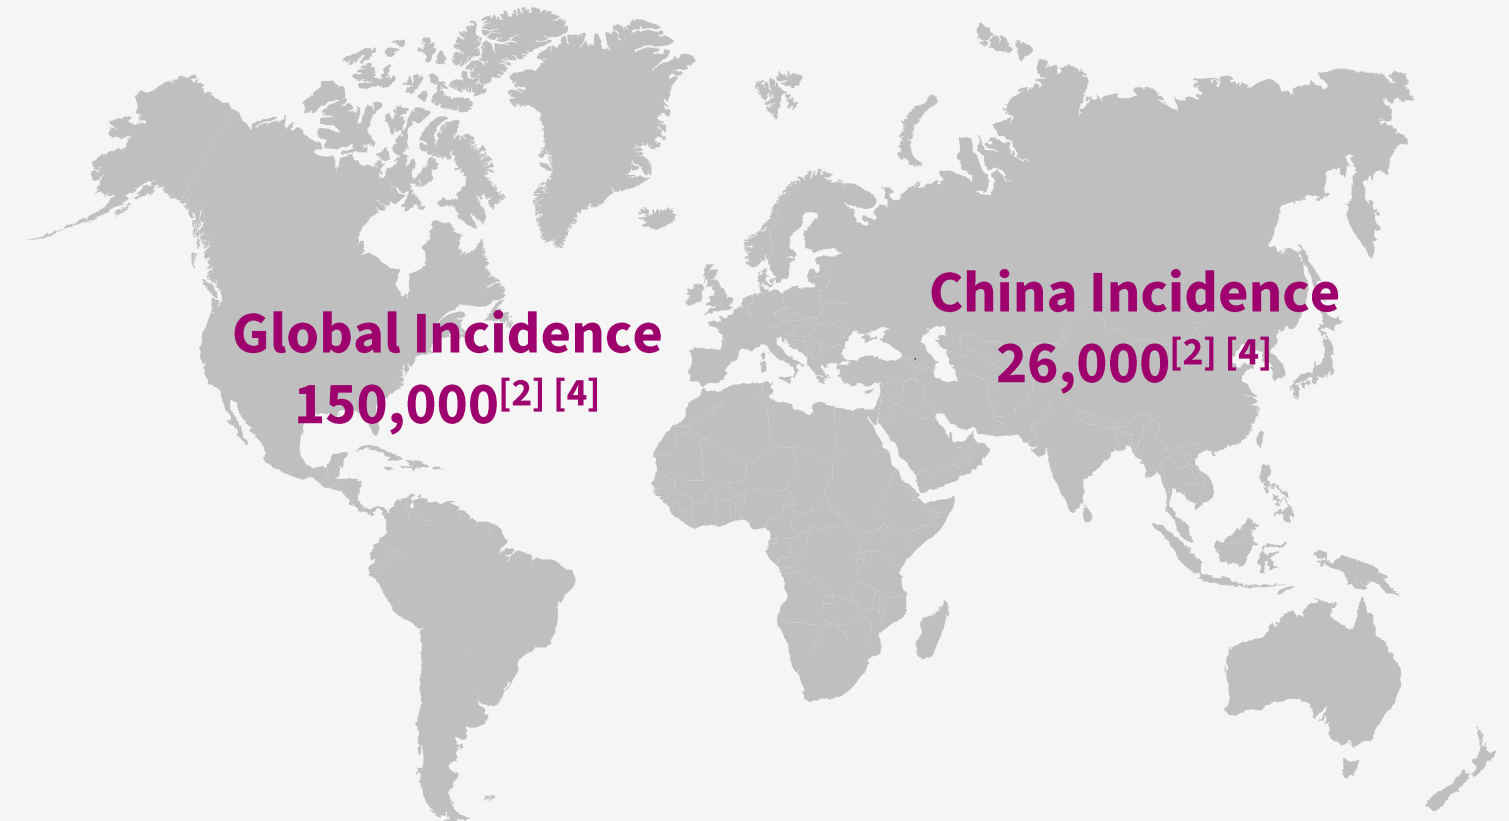 Global Incidence
150,000[2] [4]
China Incidence
26,000[2] [4]